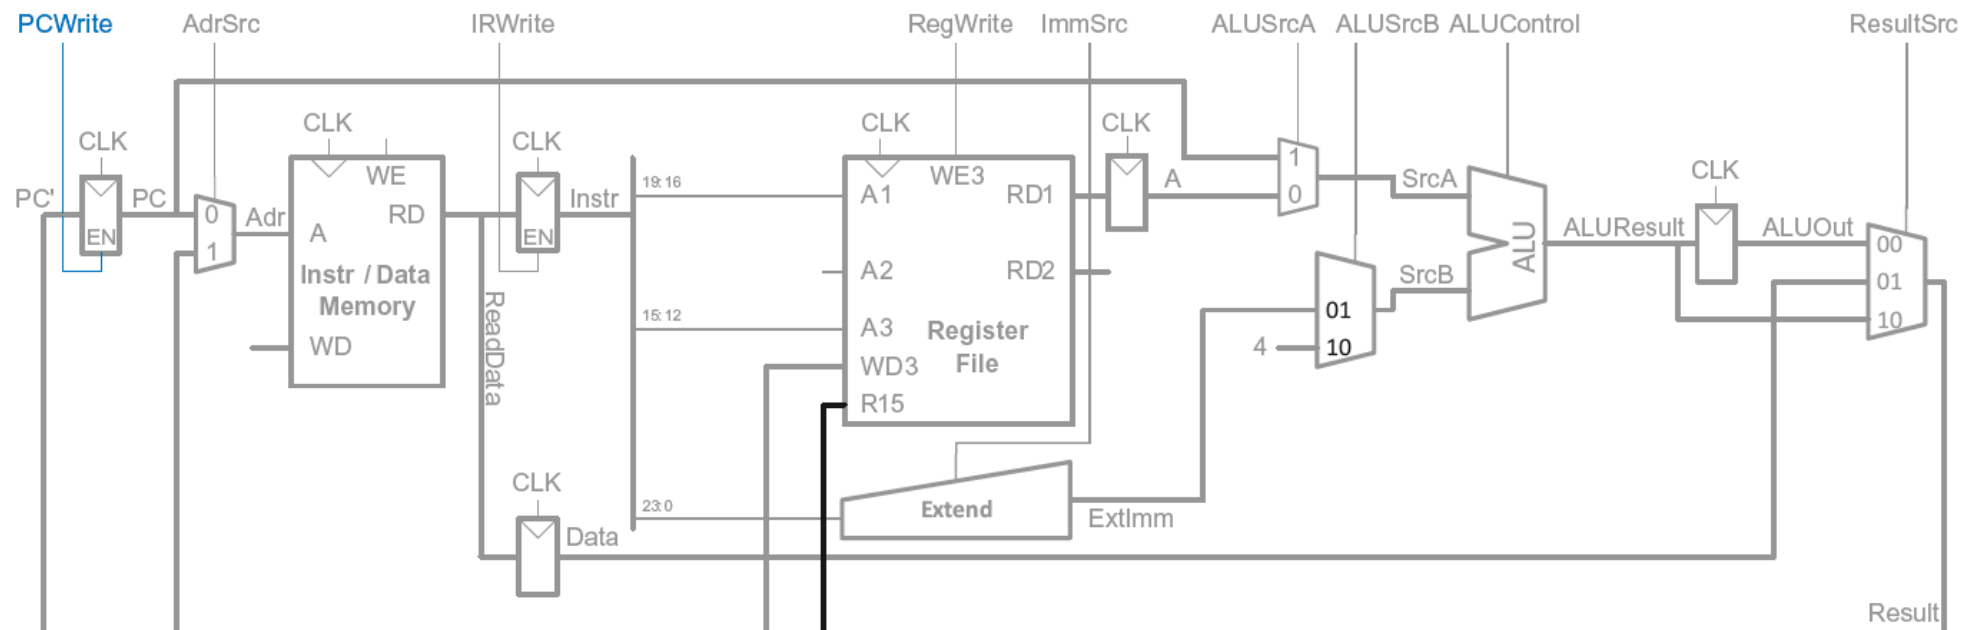 PCWrite AdrSrc IRWrite RegWrite ImmSrc ALUSrcA ALUSrcB ALUControl ResultSrc
CLK CLK CLK CLK CLK CLK
PC' EN PC 0 1 Adr
WE A RD
Instr / Data
Memory
WD
EN Instr
ReadData
19:16
15:12
23:0
A1 WE3 RD1
A2 RD2
A3
WD3
R15
Register
File
A
1
0
SrcA
01
4 10
SrcB
ALU
ALUResult
CLK
ALUOut
00
01
10
Extend
ExtImm
CLK
Data
Result